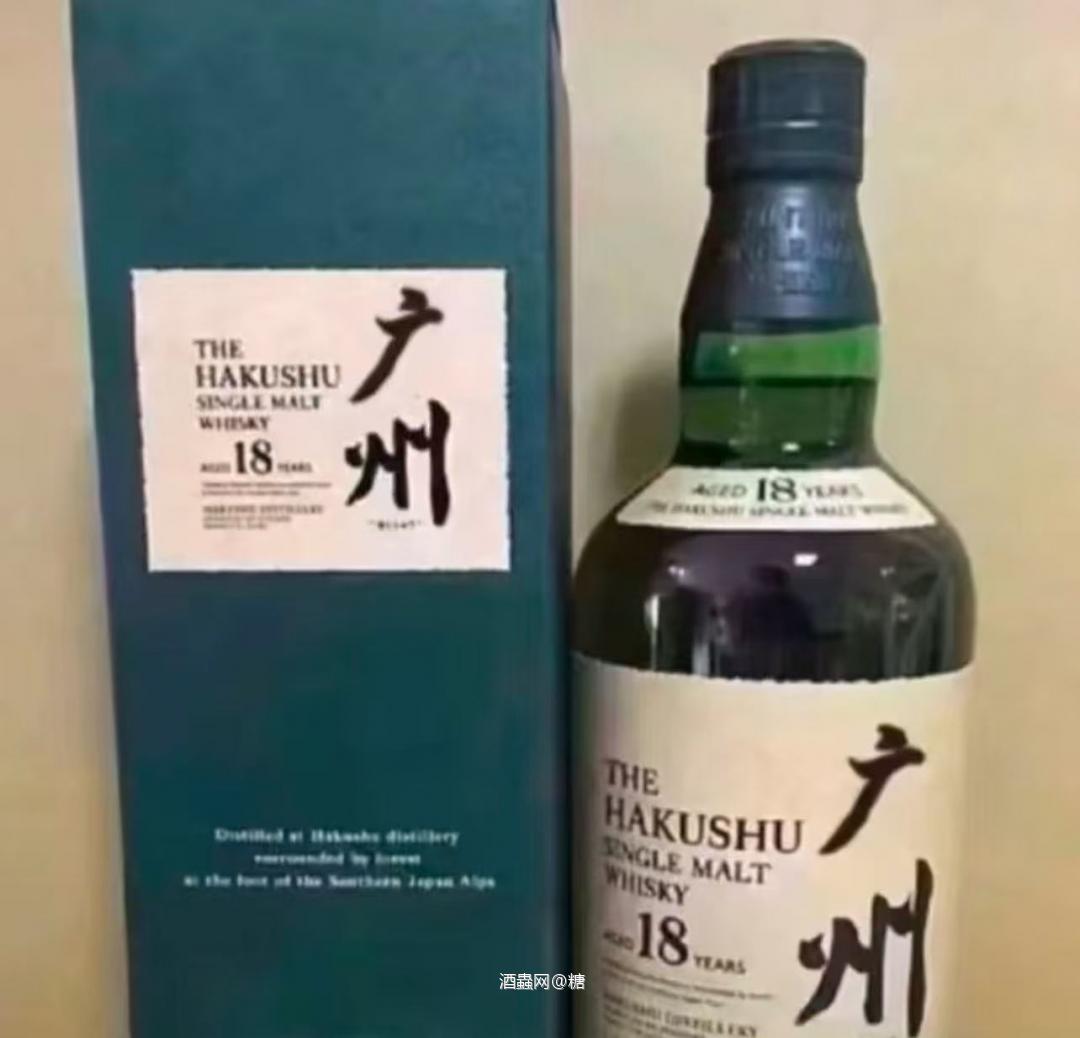 THE
HAKUSHU
SINGLE MALT
WHISKY
AGED 18 YEARS
广州
Distilled at Hakushu distillery
surrounded by forest
at the foot of the Southern Japan Alps
AGED 18 YEARS
THE HAKUSHU SINGLE MALT WHISKY
THE
HAKUSHU
SINGLE MALT
WHISKY
AGED 18 YEARS
广州
酒蟲网@糖